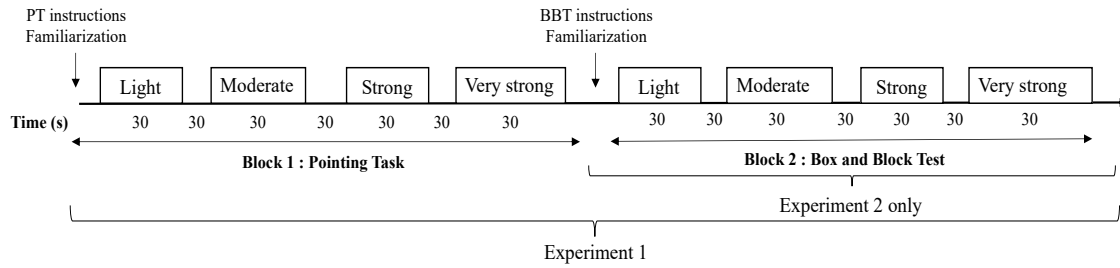 PT instructions
Familiarization
BBT instructions
Familiarization
Light Moderate Strong Very strong Light Moderate Strong Very strong
Time (s) 30 30 30 30 30 30 30 30 30 30 30 30 30 30
Block 1 : Pointing Task Block 2 : Box and Block Test
Experiment 2 only
Experiment 1